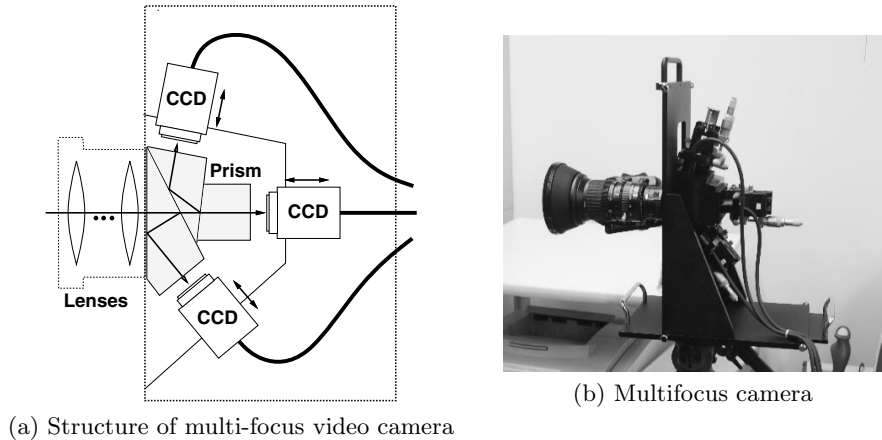 CCD
Prism
CCD
Lenses
CCD
(a) Structure of multi-focus video camera
(b) Multifocus camera